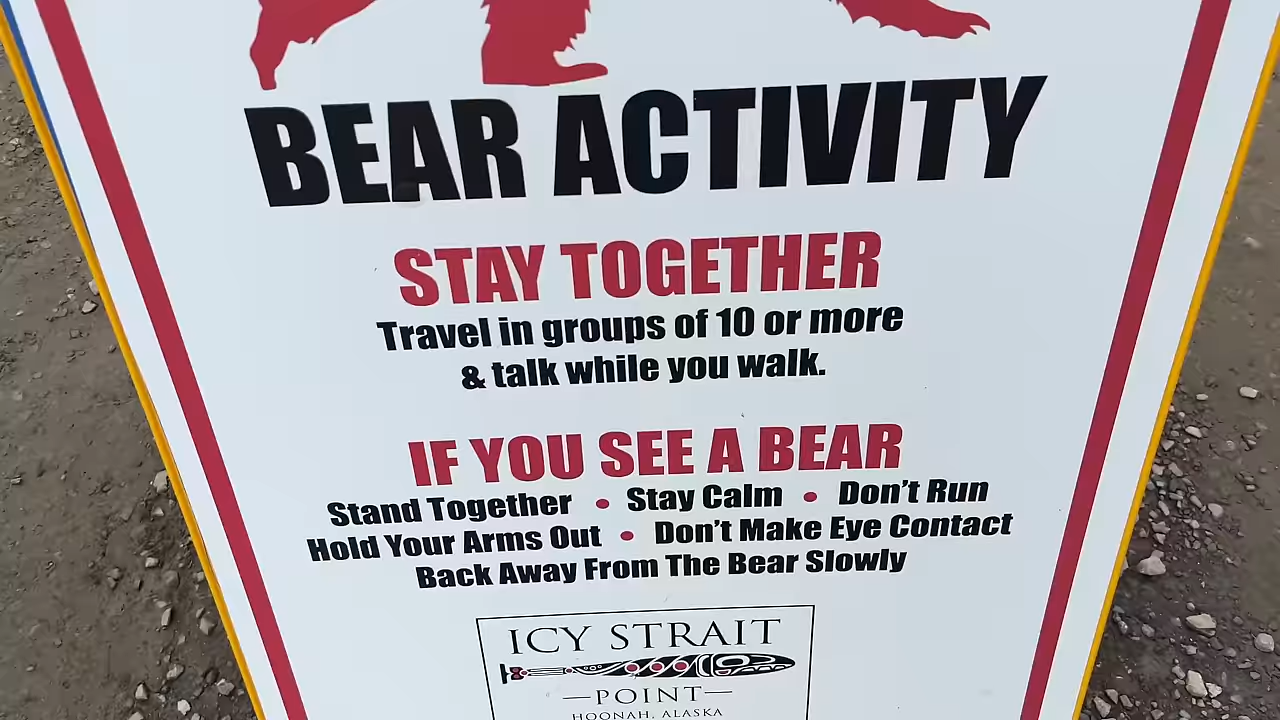 BEAR ACTIVITY
STAY TOGETHER
Travel in groups of 10 or more
& talk while you walk.
IF YOU SEE A BEAR
Stand Together • Stay Calm • Don't Run
Hold Your Arms Out • Don't Make Eye Contact
Back Away From The Bear Slowly
ICY STRAIT
—POINT—
HOONAH, ALASKA